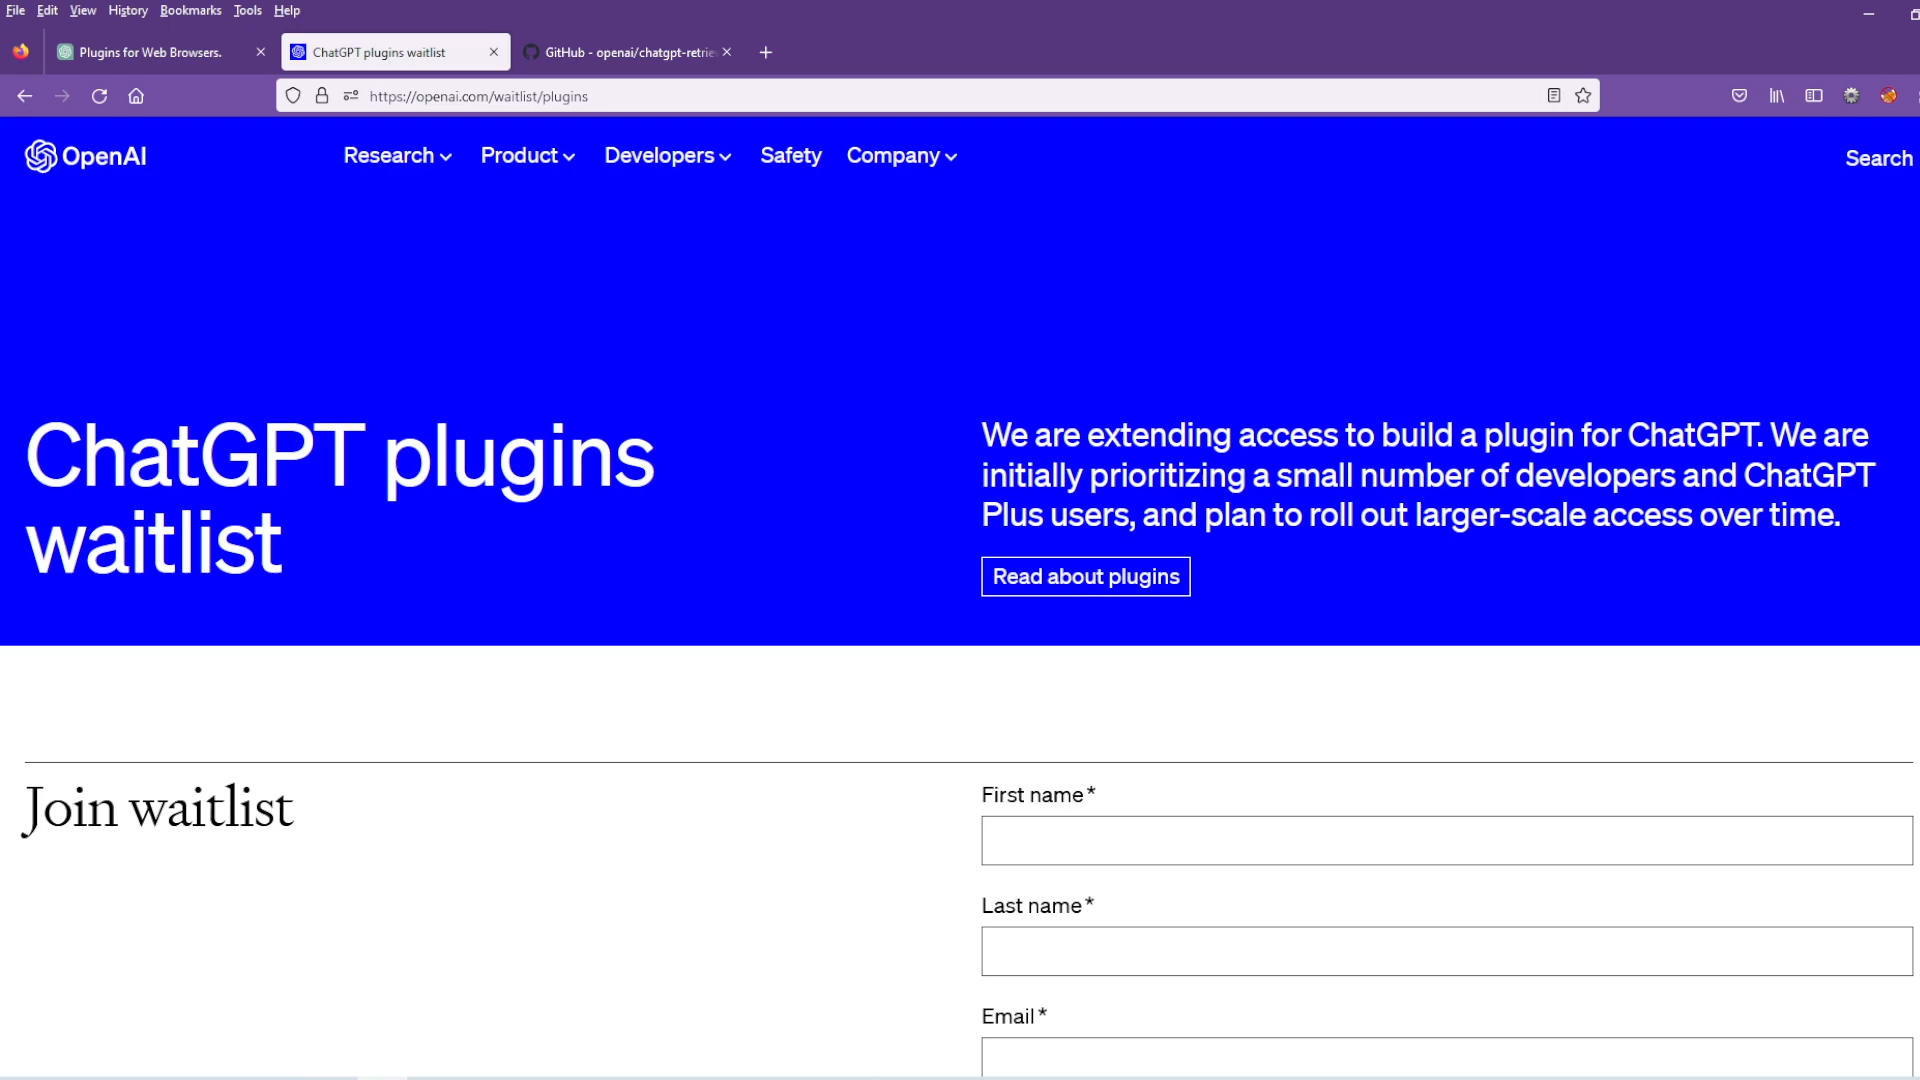 File Edit View History Bookmarks Tools Help
Plugins for Web Browsers.
ChatGPT plugins waitlist
GitHub - openai/chatgpt-retrie
https://openai.com/waitlist/plugins
OpenAI
Research
Product
Developers
Safety
Company
Search
ChatGPT plugins
waitlist
We are extending access to build a plugin for ChatGPT. We are
initially prioritizing a small number of developers and ChatGPT
Plus users, and plan to roll out larger-scale access over time.
Read about plugins
Join waitlist
First name*
Last name*
Email*